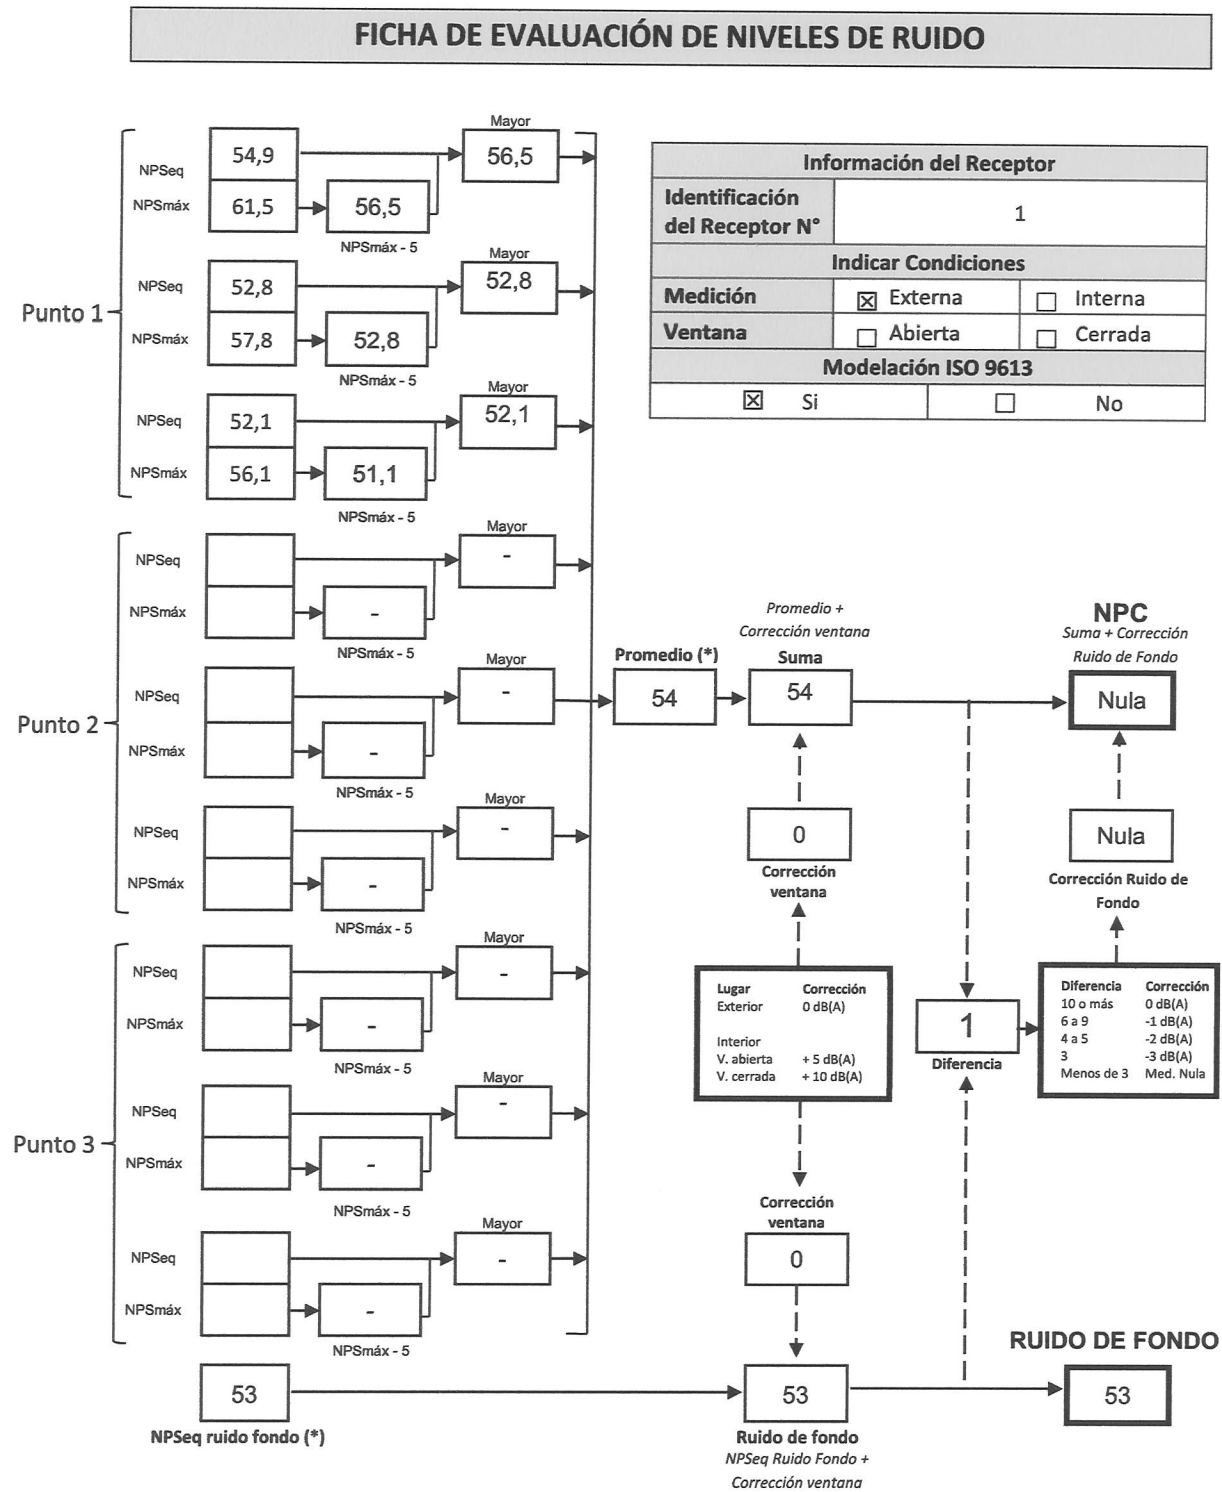 FICHA DE EVALUACIÓN DE NIVELES DE RUIDO
Información del Receptor
Identificación del Receptor N° 1
Indicar Condiciones
Medición ☒ Externa ☐ Interna
Ventana ☐ Abierta ☐ Cerrada
Modelación ISO 9613
☒ Si ☐ No
Punto 1
Mayor
NPSeq 54,9 56,5
NPSmáx 61,5 56,5
NPSmáx - 5
Mayor
NPSeq 52,8 52,8
NPSmáx 57,8 52,8
NPSmáx - 5
Mayor
NPSeq 52,1 52,1
NPSmáx 56,1 51,1
NPSmáx - 5
Punto 2
Mayor
NPSeq -
NPSmáx -
NPSmáx - 5
Mayor
NPSeq -
NPSmáx -
NPSmáx - 5
Mayor
NPSeq -
NPSmáx -
NPSmáx - 5
Punto 3
Mayor
NPSeq -
NPSmáx -
NPSmáx - 5
Mayor
NPSeq -
NPSmáx -
NPSmáx - 5
Mayor
NPSeq -
NPSmáx -
NPSmáx - 5
Promedio (*)
54
Promedio +
Corrección ventana
Suma
54
0
Corrección
ventana
Lugar Corrección
Exterior 0 dB(A)
Interior
V. abierta + 5 dB(A)
V. cerrada + 10 dB(A)
Corrección
ventana
0
NPC
Suma + Corrección
Ruido de Fondo
Nula
Nula
Corrección Ruido de
Fondo
1
Diferencia
Diferencia Corrección
10 o más 0 dB(A)
6 a 9 -1 dB(A)
4 a 5 -2 dB(A)
3 -3 dB(A)
Menos de 3 Med. Nula
53
NPSeq ruido fondo (*)
53
Ruido de fondo
NPSeq Ruido Fondo +
Corrección ventana
RUIDO DE FONDO
53